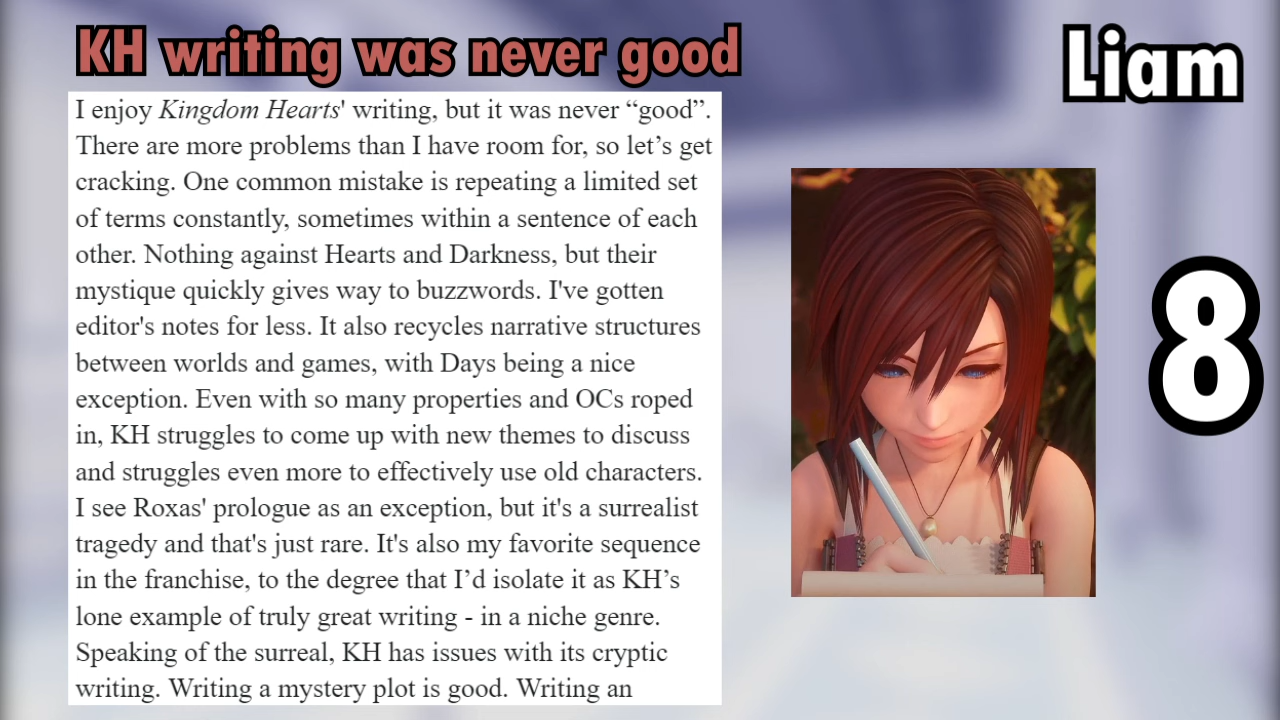 KH writing was never good
Liam
I enjoy Kingdom Hearts' writing, but it was never “good”.
There are more problems than I have room for, so let’s get
cracking. One common mistake is repeating a limited set
of terms constantly, sometimes within a sentence of each
other. Nothing against Hearts and Darkness, but their
mystique quickly gives way to buzzwords. I've gotten
editor's notes for less. It also recycles narrative structures
between worlds and games, with Days being a nice
exception. Even with so many properties and OCs roped
in, KH struggles to come up with new themes to discuss
and struggles even more to effectively use old characters.
I see Roxas' prologue as an exception, but it's a surrealist
tragedy and that's just rare. It's also my favorite sequence
in the franchise, to the degree that I’d isolate it as KH’s
lone example of truly great writing - in a niche genre.
Speaking of the surreal, KH has issues with its cryptic
writing. Writing a mystery plot is good. Writing an
8